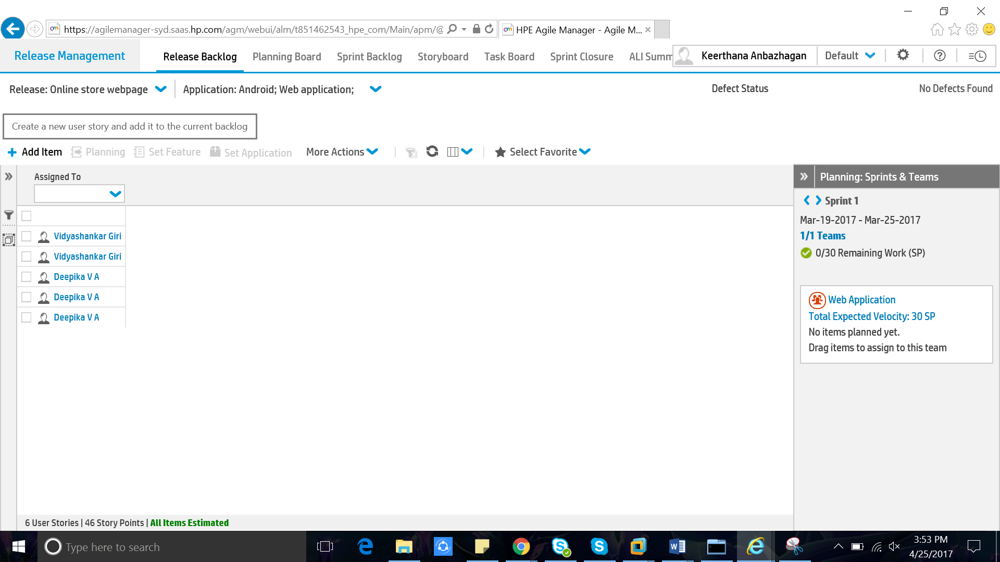 https://agilemanager-syd.saas.hp.com/agm/webui/alm/t851462543_hpe_com/Main/apm/@
HPE Agile Manager - Agile M...
Release Management
Release Backlog
Planning Board
Sprint Backlog
Storyboard
Task Board
Sprint Closure
ALI Summ
Keerthana Anbazhagan
Default
Release: Online store webpage
Application: Android; Web application;
Defect Status
No Defects Found
Create a new user story and add it to the current backlog
Add Item
Planning
Set Feature
Set Application
More Actions
Select Favorite
Assigned To
Vidyashankar Giri
Vidyashankar Giri
Deepika V A
Deepika V A
Deepika V A
6 User Stories | 46 Story Points | All Items Estimated
Planning: Sprints & Teams
Sprint 1
Mar-19-2017 - Mar-25-2017
1/1 Teams
0/30 Remaining Work (SP)
Web Application
Total Expected Velocity: 30 SP
No items planned yet.
Drag items to assign to this team
Type here to search
3:53 PM
4/25/2017